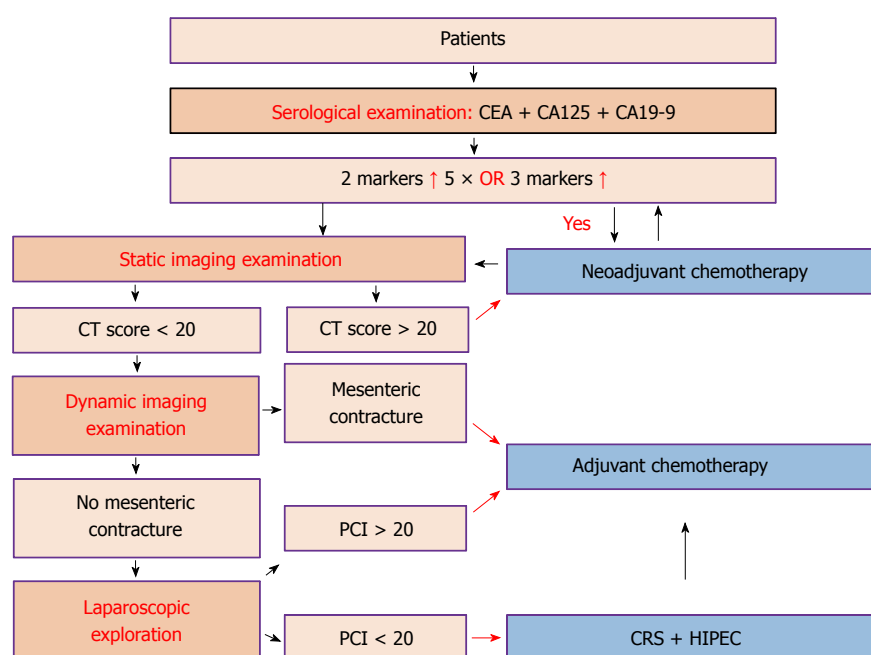 Patients
Serological examination: CEA + CA125 + CA19-9
2 markers ↑ 5 × OR 3 markers ↑
Yes
Static imaging examination
Neoadjuvant chemotherapy
CT score < 20
CT score > 20
Dynamic imaging
examination
Mesenteric
contracture
Adjuvant chemotherapy
No mesenteric
contracture
PCI > 20
Laparoscopic
exploration
PCI < 20
CRS + HIPEC